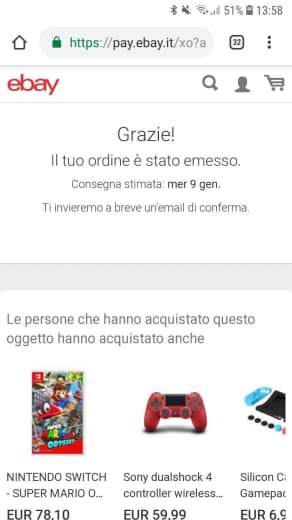 51% 13:58
https://pay.ebay.it/xo?a
32
ebay
Grazie!
Il tuo ordine è stato emesso.
Consegna stimata: mer 9 gen.
Ti invieremo a breve un'email di conferma.
Le persone che hanno acquistato questo
oggetto hanno acquistato anche
NINTENDO SWITCH
- SUPER MARIO O...
EUR 78,10
Sony dualshock 4
controller wireless...
EUR 59,99
Silicon Ca
Gamepad
EUR 6,9